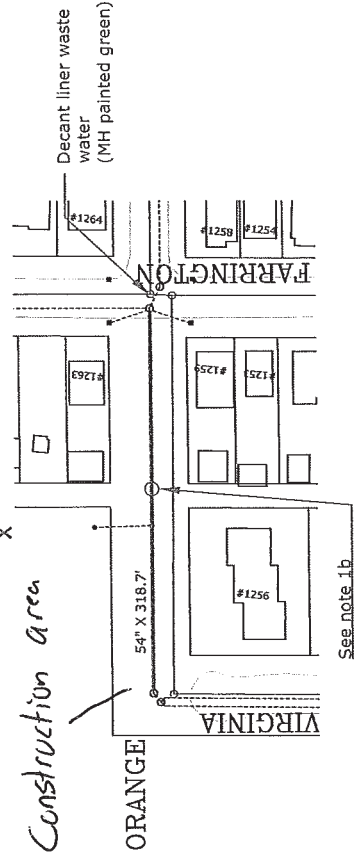 Decant liner waste
water
(MH painted green)
#1264
#1258
#1254
FARRINGTON
#1263
#1259
#1253
X
Construction area
54" X 318.7'
#1256
ORANGE
VIRGINIA
See note 1b